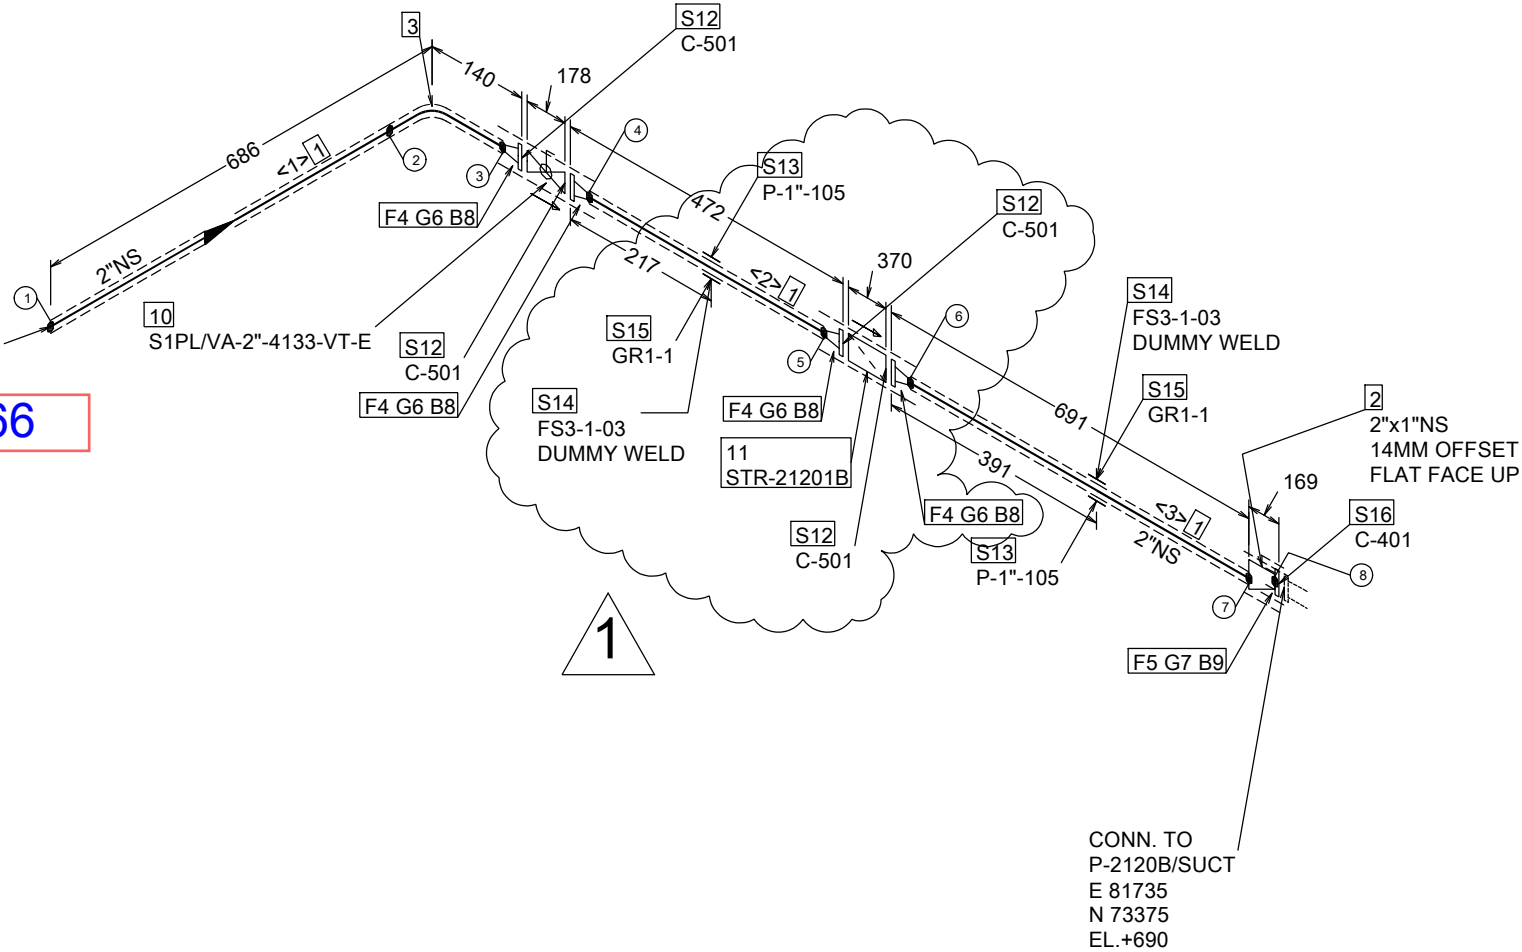 3
S12
C-501
140
178
4
686
<1> 1
2
3
S13
P-1"-105
F4 G6 B8
472
S12
C-501
2"NS
217
<2> 1
370
1
10
S1PL/VA-2"-4133-VT-E
S14
FS3-1-03
DUMMY WELD
S12
C-501
S15
GR1-1
6
5
F4 G6 B8
S14
FS3-1-03
DUMMY WELD
F4 G6 B8
S15
GR1-1
66
691
2
2"x1"NS
14MM OFFSET
FLAT FACE UP
11
STR-21201B
391
169
F4 G6 B8
<3> 1
S16
C-401
S12
C-501
2"NS
S13
P-1"-105
8
7
1
F5 G7 B9
CONN. TO
P-2120B/SUCT
E 81735
N 73375
EL.+690